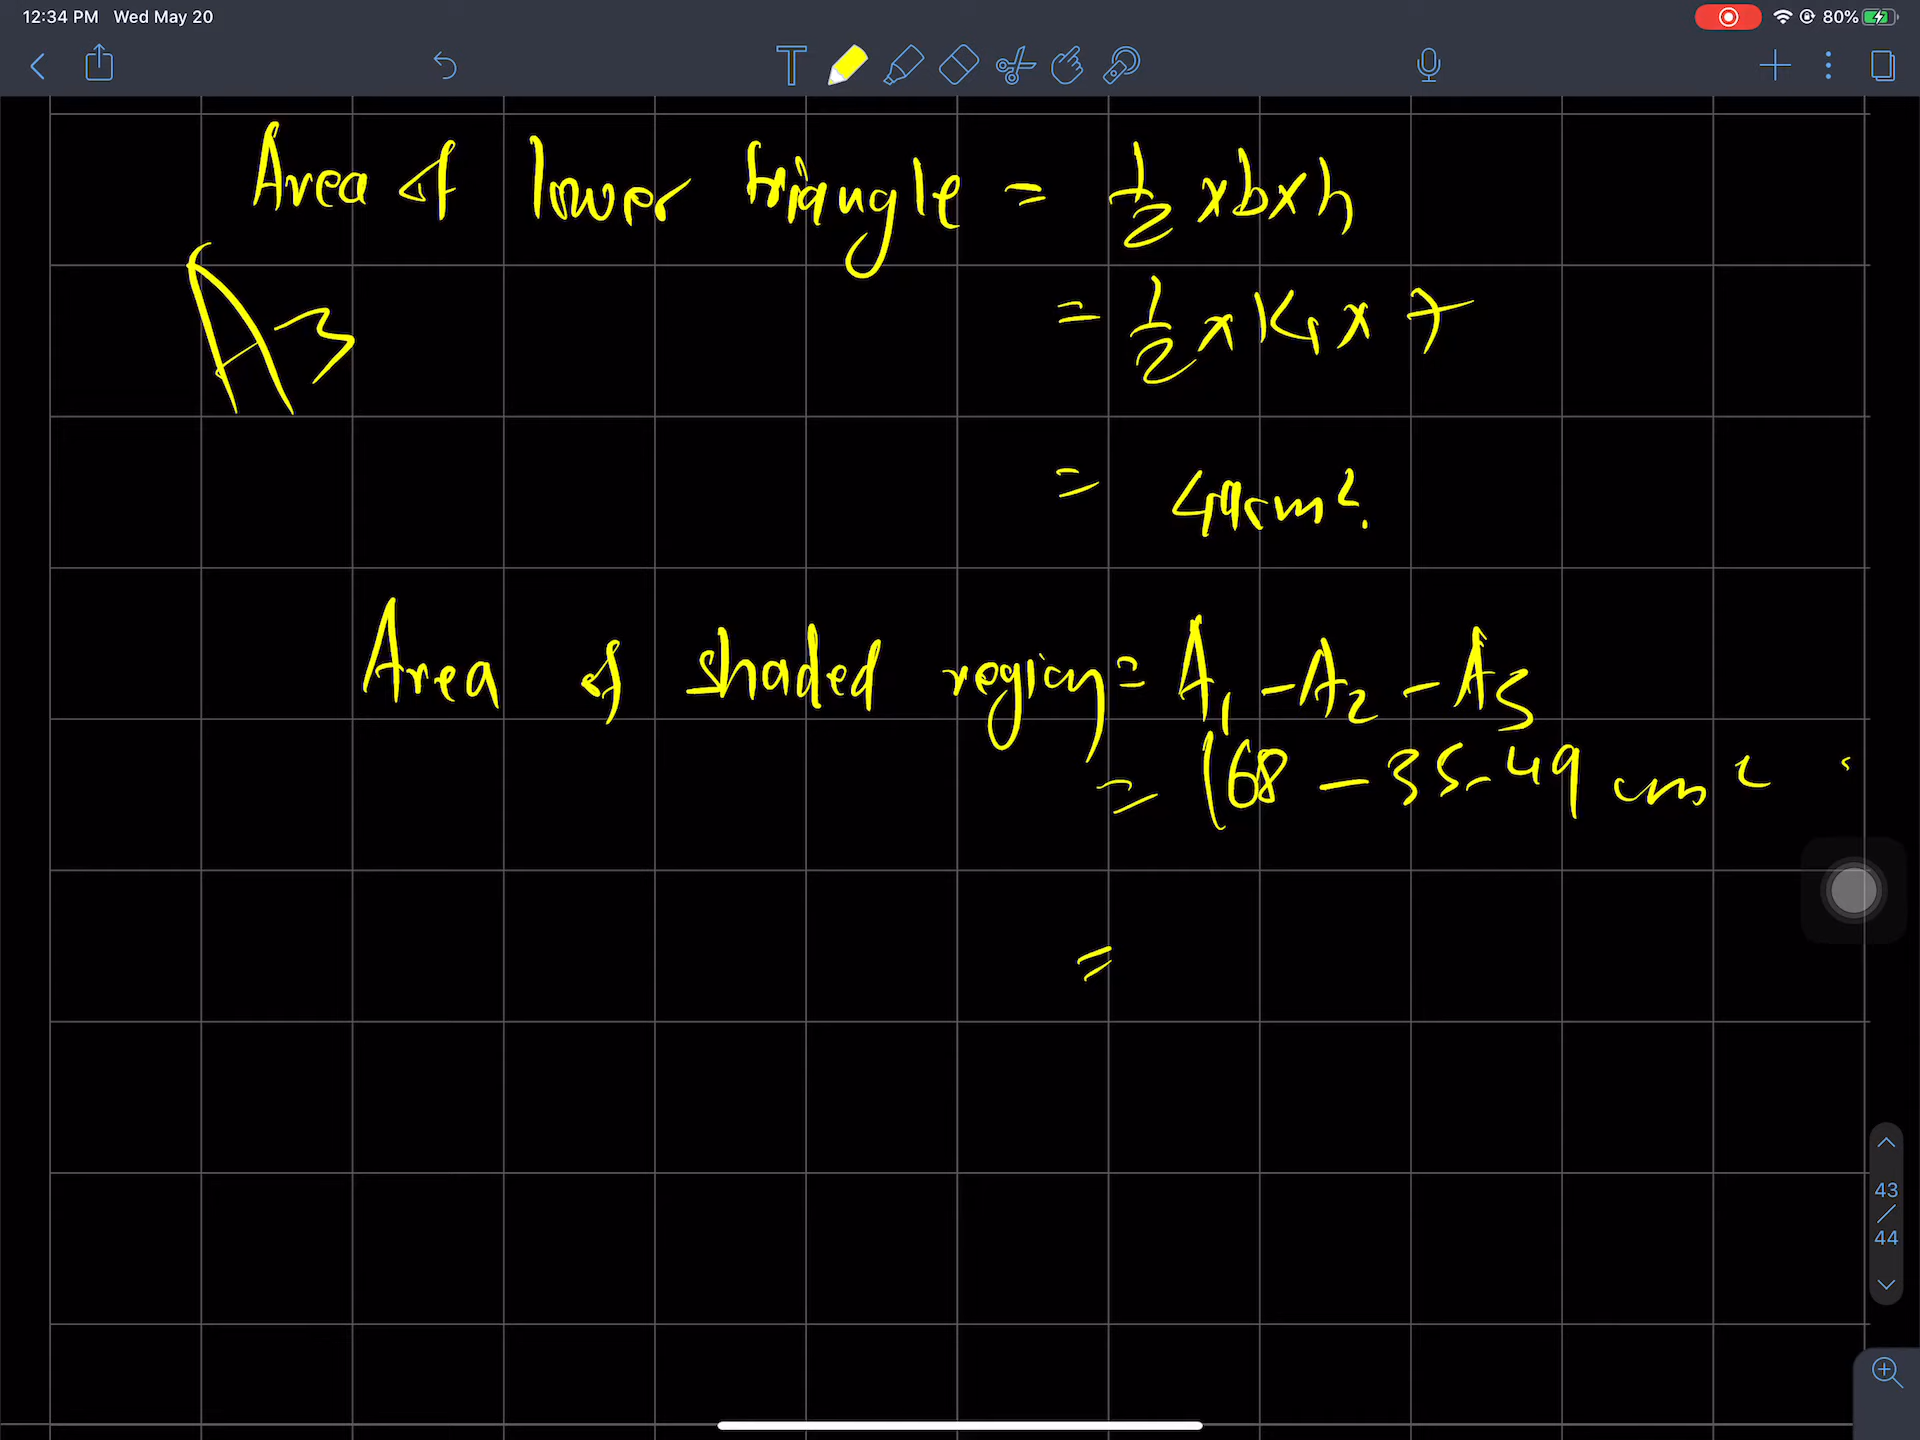 12:34 PM Wed May 20
80%
T
Area of lower triangle = 1/2 x b x h
A3
= 1/2 x 14 x 7
= 49cm².
Area of shaded region = A₁ - A₂ - A₃
= 168 - 35 - 49 cm²
=
43
/
44